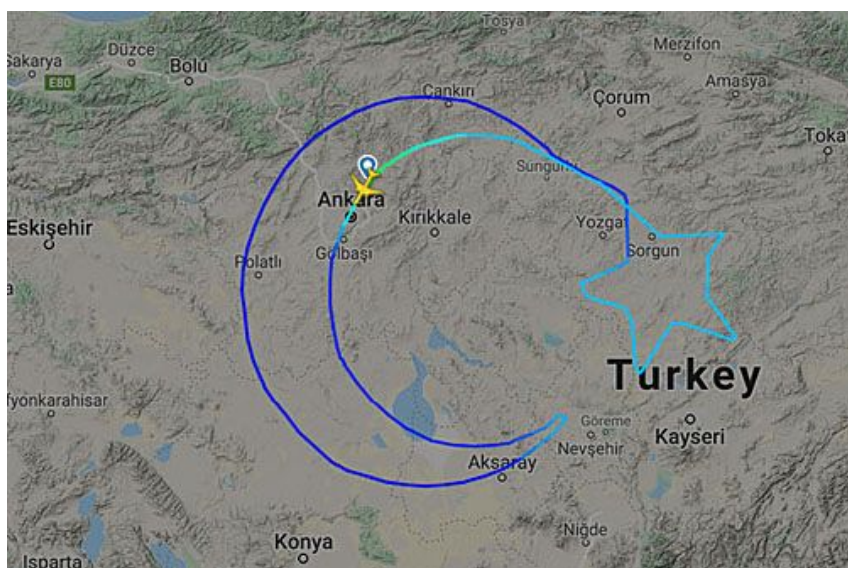 Tosya
Merzifon
Düzce
Sakarya
Bolu
E80
Çankırı
Çorum
Amasya
Tokat
Sungurlu
Ankara
Kırıkkale
Yozgat
Sorgun
Eskişehir
Gölbaşı
Polatlı
Turkey
fyonkarahisar
Göreme
Kayseri
Nevşehir
Aksaray
Niğde
Konya
Isparta